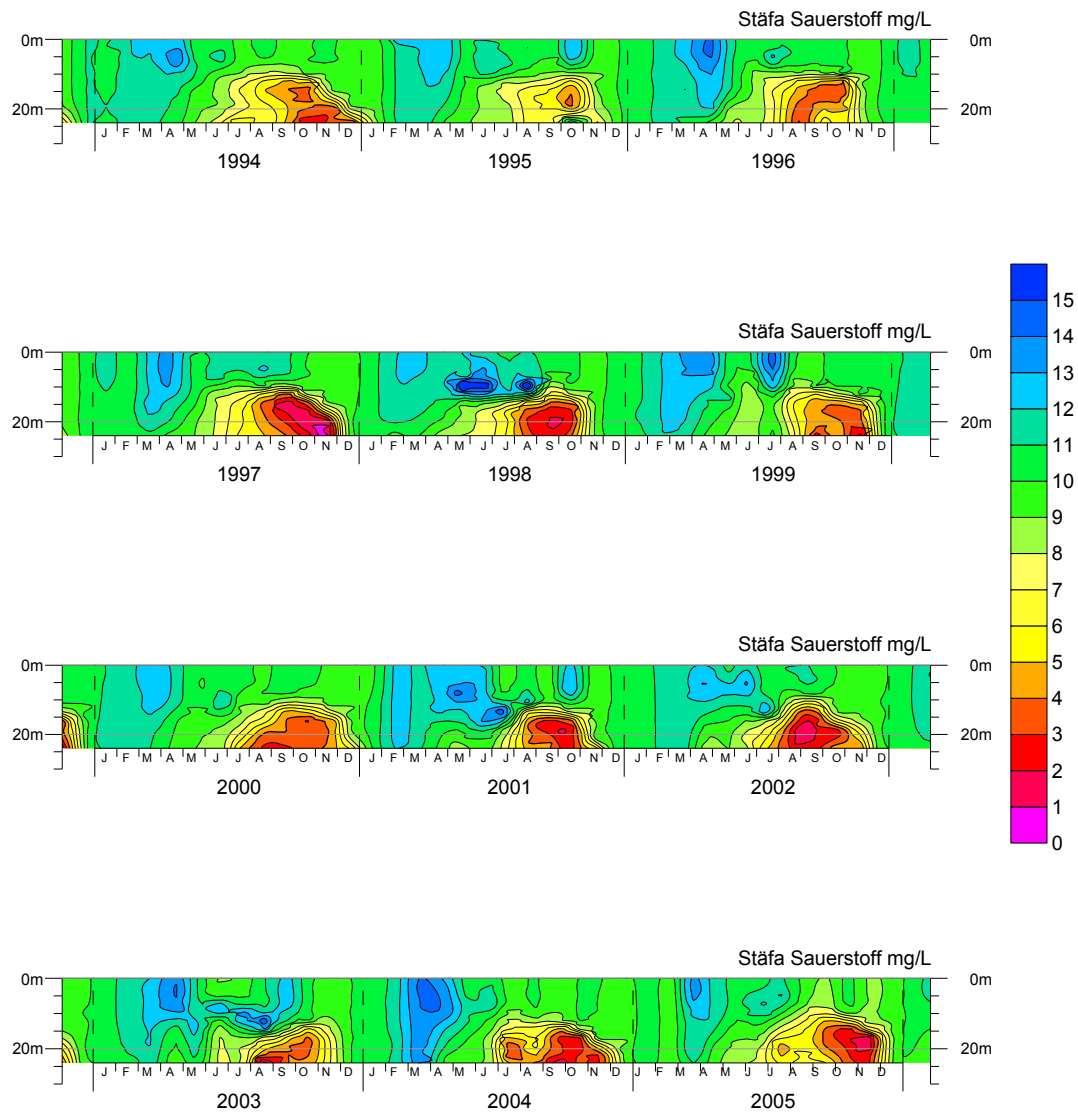 Stäfa Sauerstoff mg/L
0m 0m
20m 20m
J F M A M J J A S O N D J F M A M J J A S O N D J F M A M J J A S O N D
1994 1995 1996
Stäfa Sauerstoff mg/L
0m 0m
20m 20m
J F M A M J J A S O N D J F M A M J J A S O N D J F M A M J J A S O N D
1997 1998 1999
Stäfa Sauerstoff mg/L
0m 0m
20m 20m
J F M A M J J A S O N D J F M A M J J A S O N D J F M A M J J A S O N D
2000 2001 2002
Stäfa Sauerstoff mg/L
0m 0m
20m 20m
J F M A M J J A S O N D J F M A M J J A S O N D J F M A M J J A S O N D
2003 2004 2005
15
14
13
12
11
10
9
8
7
6
5
4
3
2
1
0